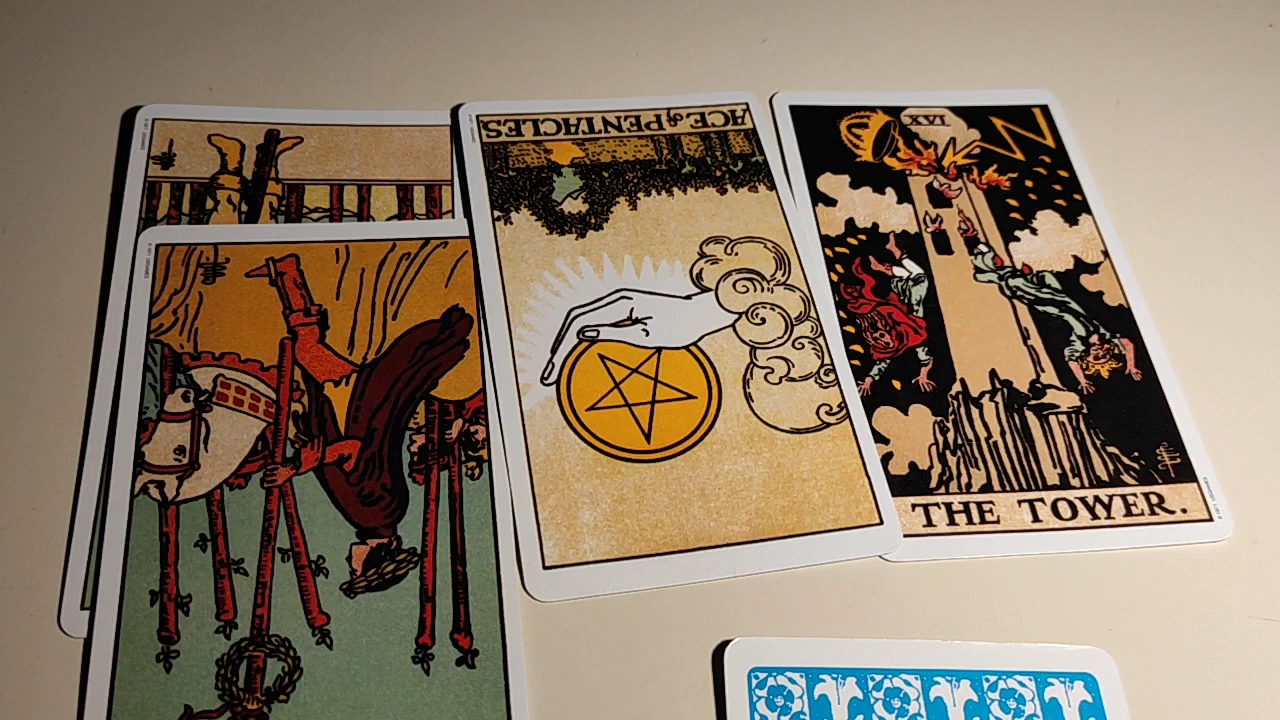 ACE of PENTACLES.
XVI
THE TOWER.